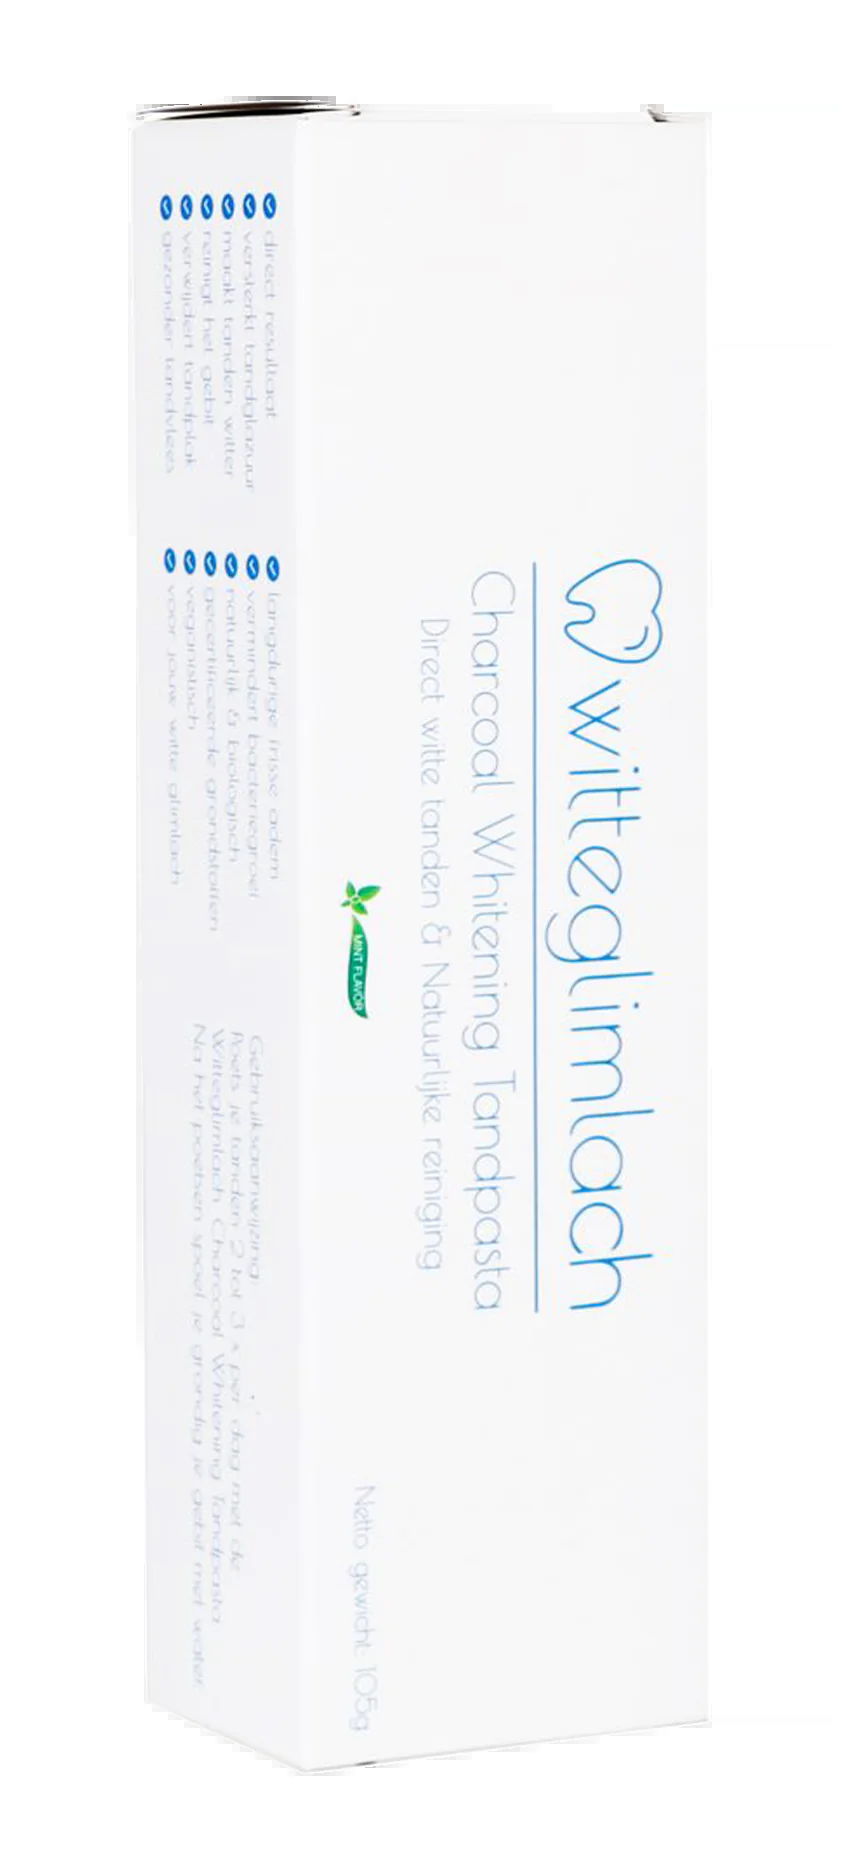 witteglimlach
Charcoal Whitening Tandpasta
Direct witte tanden & Natuurlijke reiniging
MINT FLAVOR
Netto gewicht: 105g
direct resultaat
versterkt tandglazuur
maakt tanden witter
reinigt het gebit
verwijdert tandplak
gezonder tandvlees
langdurige frisse adem
vermindert bacteriegroei
natuurlijk & biologisch
gecertificeerde grondstoffen
veganistisch
voor jouw witte glimlach
Gebruiksaanwijzing:
Poets je tanden 2 tot 3 x per dag met de
Witteglimlach Charcoal Whitening Tandpasta
Na het poetsen spoel je grondig je gebit met water.